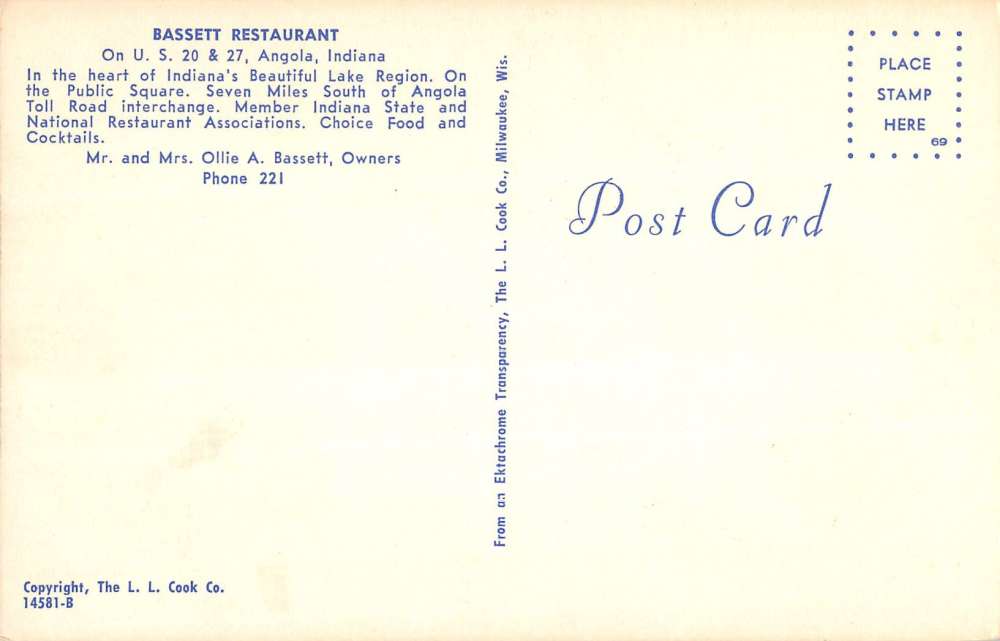 BASSETT RESTAURANT
On U. S. 20 & 27, Angola, Indiana
In the heart of Indiana's Beautiful Lake Region. On
the Public Square. Seven Miles South of Angola
Toll Road interchange. Member Indiana State and
National Restaurant Associations. Choice Food and
Cocktails.
Mr. and Mrs. Ollie A. Bassett, Owners
Phone 221
Copyright, The L. L. Cook Co.
14581-B
From an Ektachrome Transparency, The L. L. Cook Co., Milwaukee, Wis.
PLACE
STAMP
HERE
69
Post Card